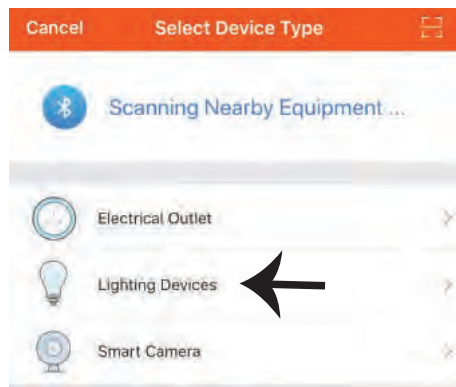 Cancel Select Device Type
Scanning Nearby Equipment ...
Electrical Outlet
Lighting Devices
Smart Camera